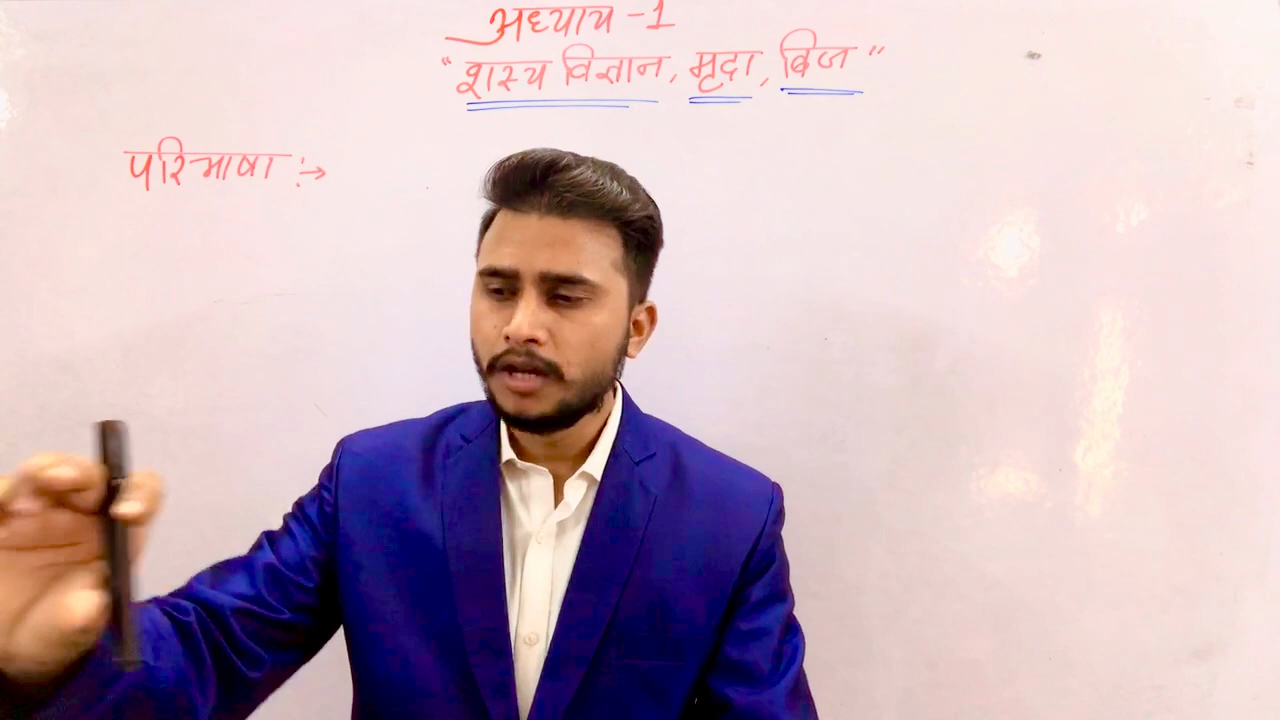 अध्याय -1
"शस्य विज्ञान, मृदा, बिज"
परिभाषा :→